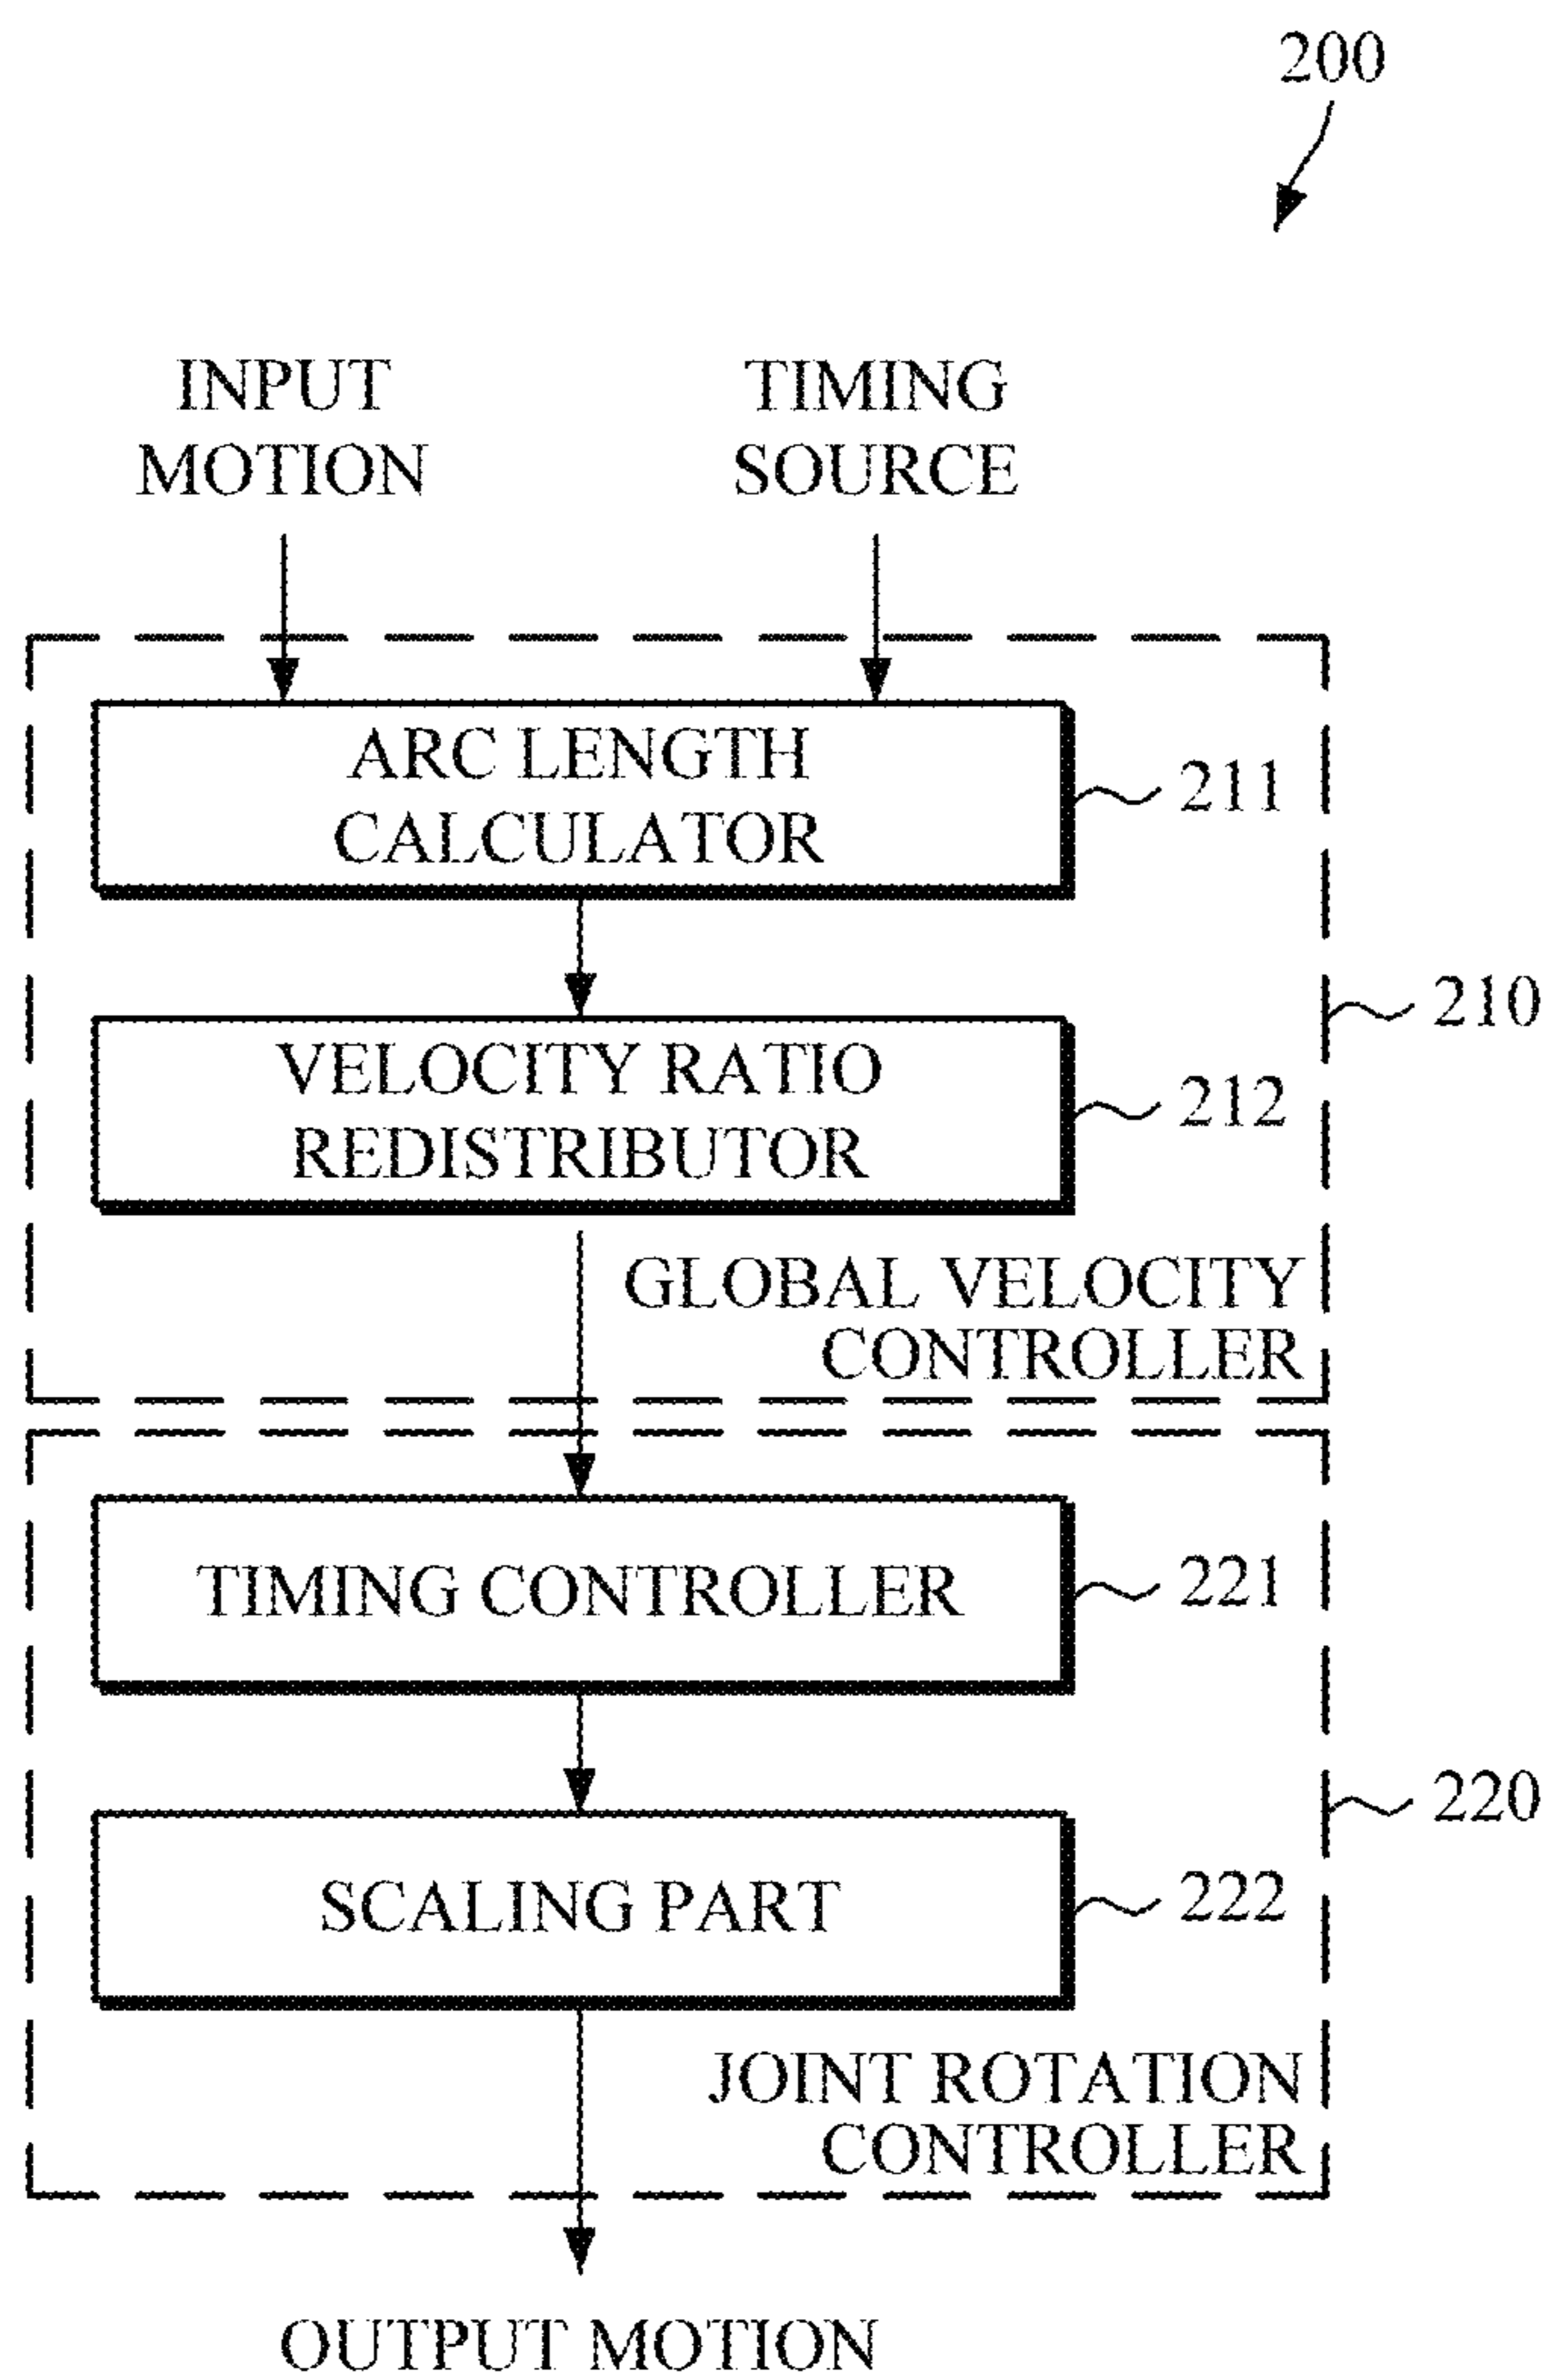 200
INPUT
MOTION
TIMING
SOURCE
ARC LENGTH
CALCULATOR
211
210
VELOCITY RATIO
REDISTRIBUTOR
212
GLOBAL VELOCITY
CONTROLLER
TIMING CONTROLLER
221
220
SCALING PART
222
JOINT ROTATION
CONTROLLER
OUTPUT MOTION